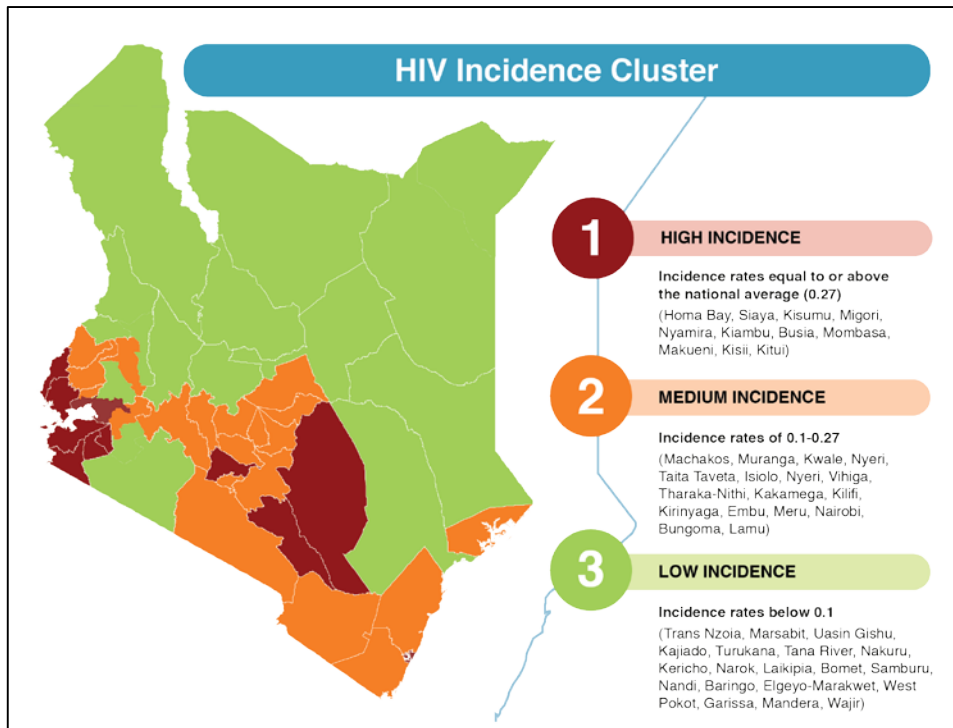 HIV Incidence Cluster
1
HIGH INCIDENCE
Incidence rates equal to or above
the national average (0.27)
(Homa Bay, Siaya, Kisumu, Migori,
Nyamira, Kiambu, Busia, Mombasa,
Makueni, Kisii, Kitui)
2
MEDIUM INCIDENCE
Incidence rates of 0.1-0.27
(Machakos, Muranga, Kwale, Nyeri,
Taita Taveta, Isiolo, Nyeri, Vihiga,
Tharaka-Nithi, Kakamega, Kilifi,
Kirinyaga, Embu, Meru, Nairobi,
Bungoma, Lamu)
3
LOW INCIDENCE
Incidence rates below 0.1
(Trans Nzoia, Marsabit, Uasin Gishu,
Kajiado, Turukana, Tana River, Nakuru,
Kericho, Narok, Laikipia, Bomet, Samburu,
Nandi, Baringo, Elgeyo-Marakwet, West
Pokot, Garissa, Mandera, Wajir)